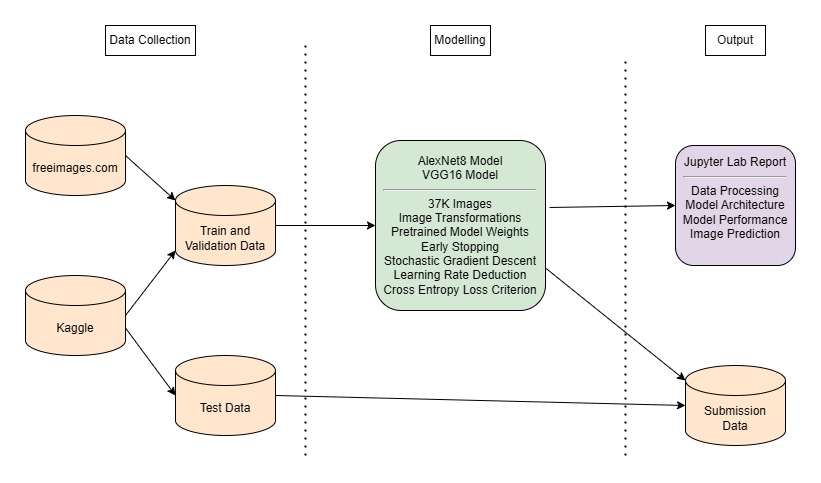 Data Collection
Modelling
Output
freeimages.com
Train and
Validation Data
Kaggle
Test Data
AlexNet8 Model
VGG16 Model
37K Images
Image Transformations
Pretrained Model Weights
Early Stopping
Stochastic Gradient Descent
Learning Rate Deduction
Cross Entropy Loss Criterion
Jupyter Lab Report
Data Processing
Model Architecture
Model Performance
Image Prediction
Submission
Data